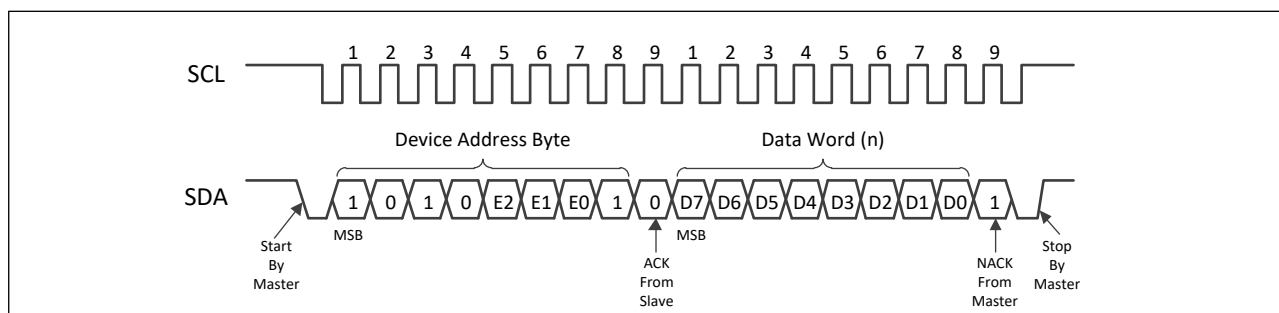 1 2 3 4 5 6 7 8 9 1 2 3 4 5 6 7 8 9
SCL
Device Address Byte Data Word (n)
SDA 1 0 1 0 E2 E1 E0 1 0 D7 D6 D5 D4 D3 D2 D1 D0 1
MSB MSB
Start
By
Master
ACK
From
Slave
NACK
From
Master
Stop
By
Master